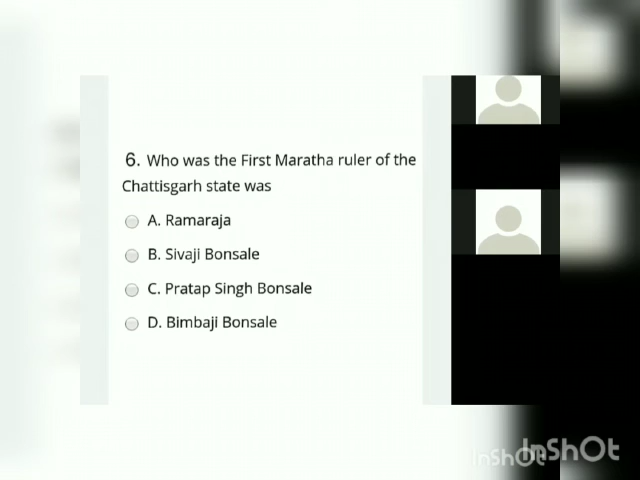 6. Who was the First Maratha ruler of the
Chattisgarh state was
A. Ramaraja
B. Sivaji Bonsale
C. Pratap Singh Bonsale
D. Bimbaji Bonsale
InShOt
InShOt